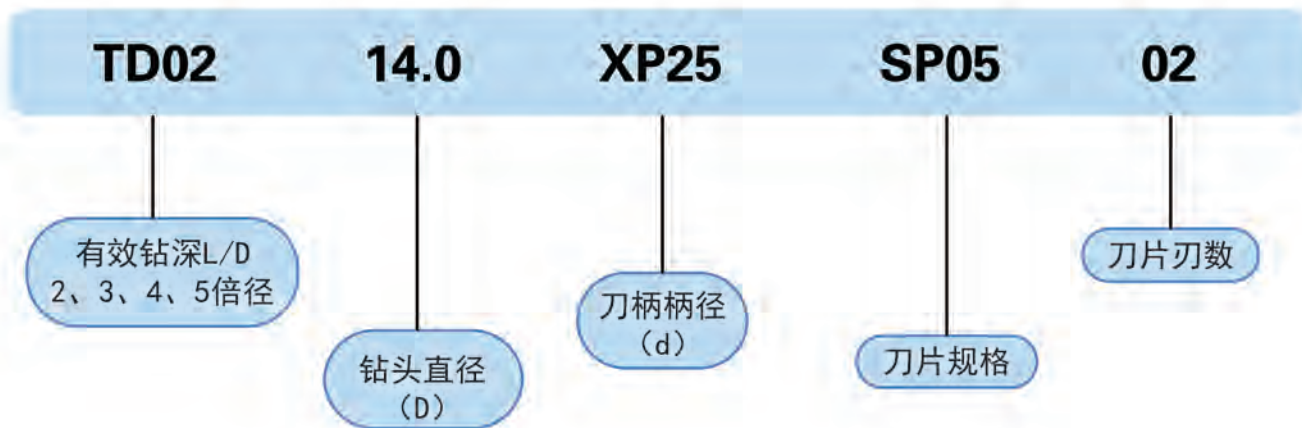 TD02 14.0 XP25 SP05 02
有效钻深L/D
2、3、4、5倍径
钻头直径
(D)
刀柄柄径
(d)
刀片规格
刀片刃数